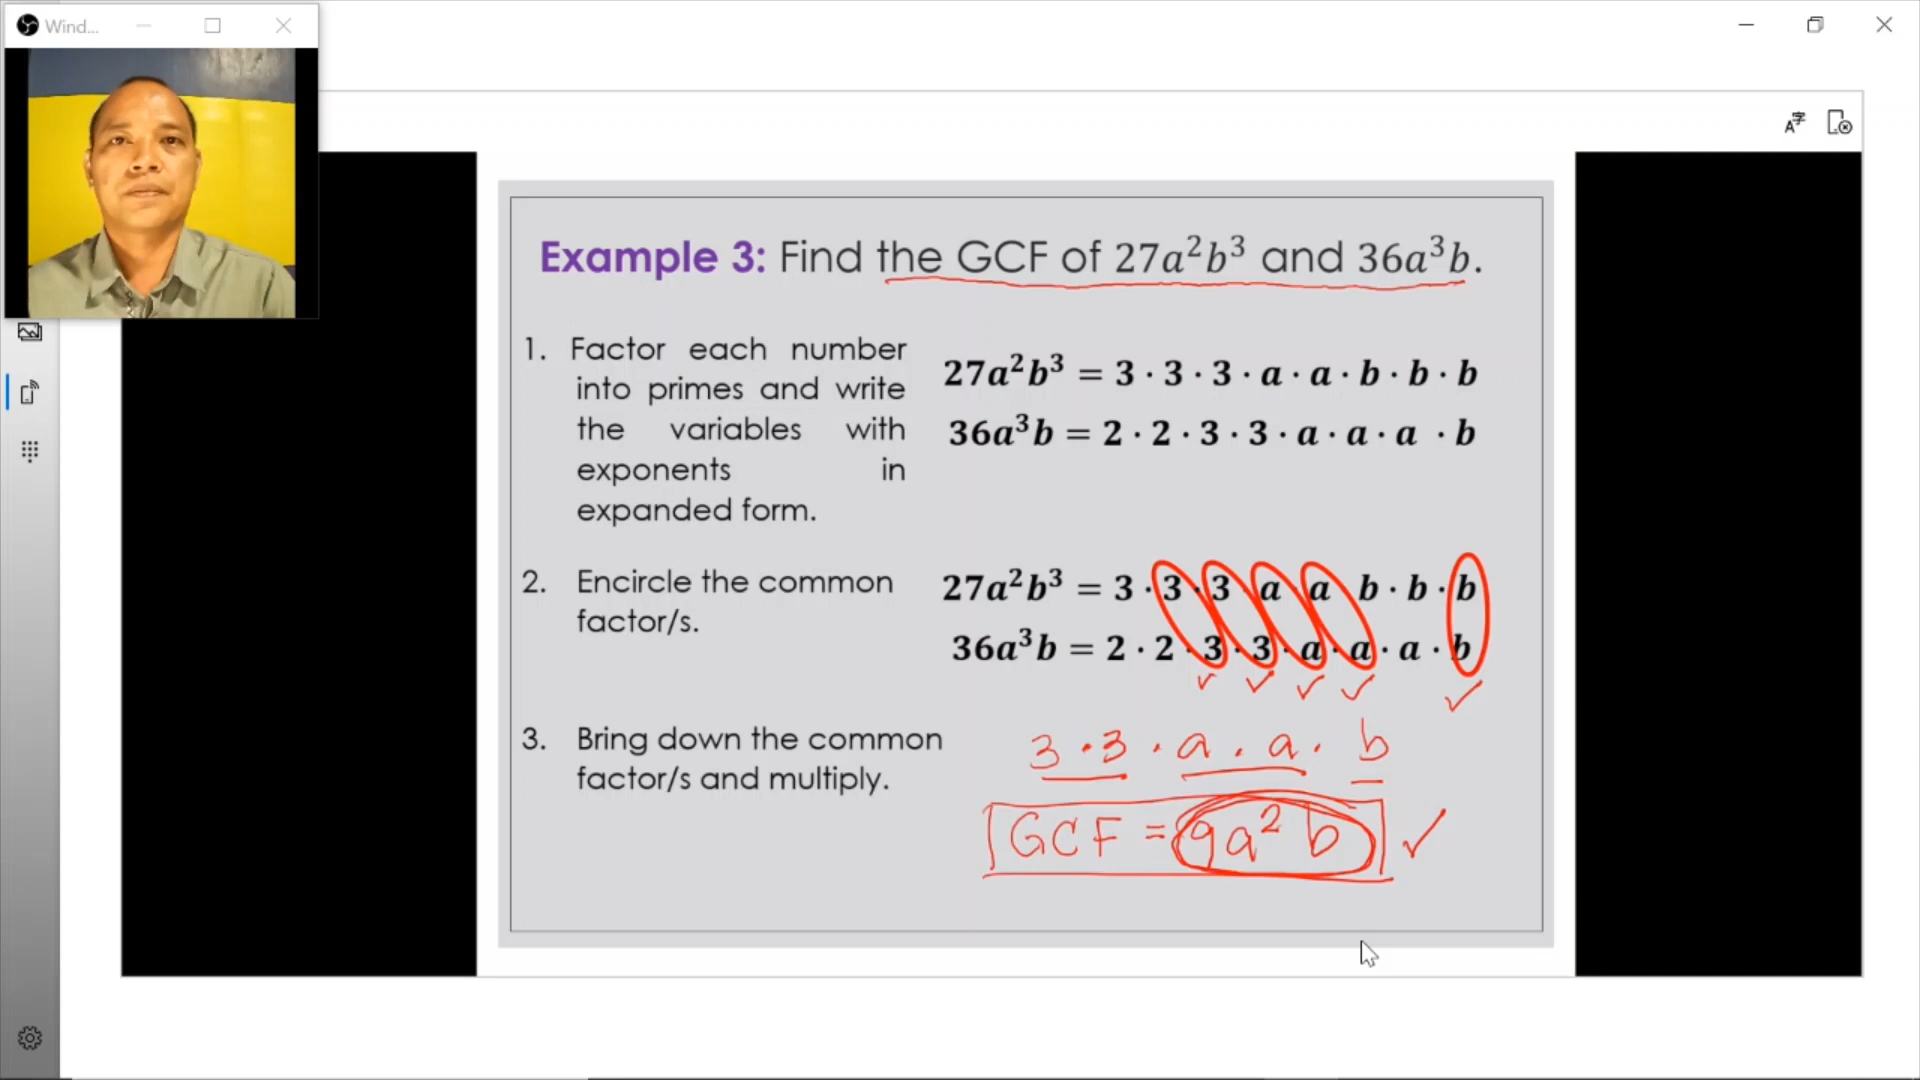 Wind...
Example 3: Find the GCF of 27a²b³ and 36a³b.
1. Factor each number
into primes and write
the variables with
exponents in
expanded form.
27a²b³ = 3 · 3 · 3 · a · a · b · b · b
36a³b = 2 · 2 · 3 · 3 · a · a · a · b
2. Encircle the common
factor/s.
27a²b³ = 3 · 3 · 3 a a b · b · b
36a³b = 2 · 2 · 3 · 3 · a · a · a · b
3. Bring down the common
factor/s and multiply.
3 · 3 · a · a · b
GCF = 9a² b
A字